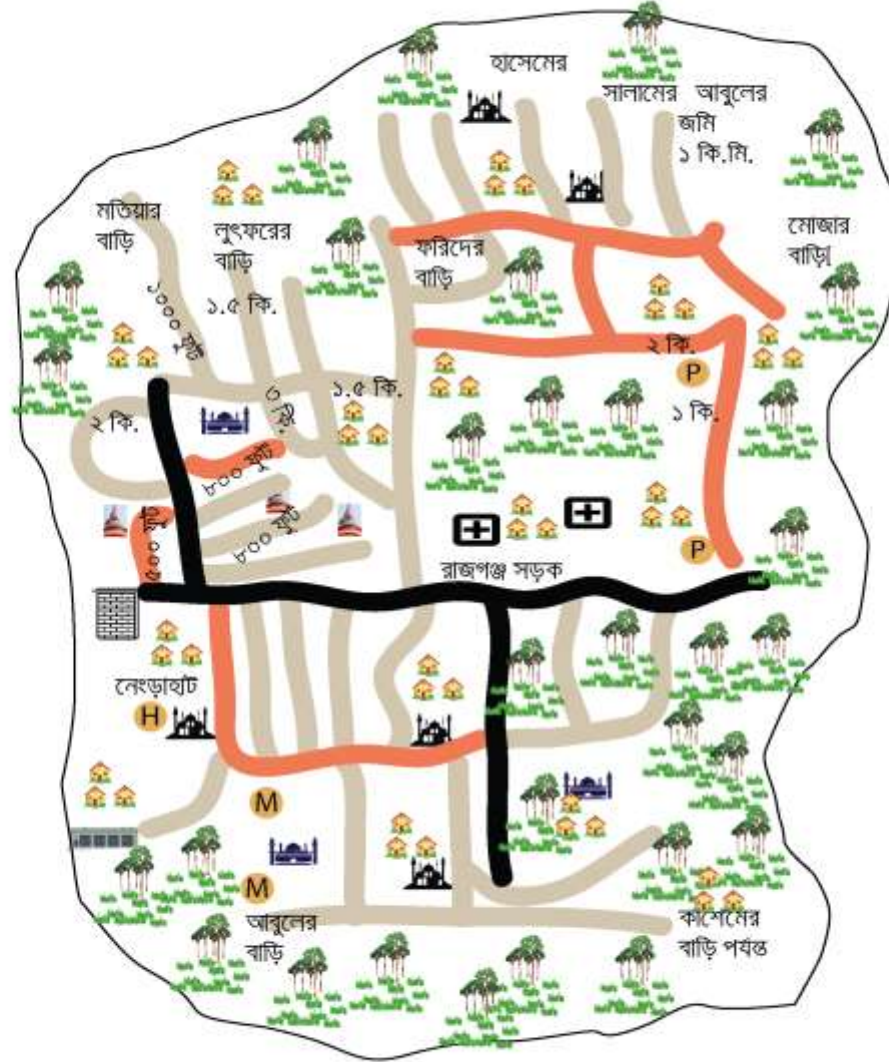 হাসেমের
সালামের আবুলের
জমি
১ কি.মি.
মতিয়ার
বাড়ি
লুৎফরের
বাড়ি
ফরিদের
বাড়ি
মোজার
বাড়ি
১০০০ ফুট
১.৫ কি.
২ কি.
P
১.৫ কি.
১ কি.
২ কি.
৮০০ ফুট
৫০০ ফুট
৮০০ ফুট
P
রাজগঞ্জ সড়ক
নেংড়াহাট
H
M
M
আবুলের
বাড়ি
কাশেমের
বাড়ি পর্যন্ত